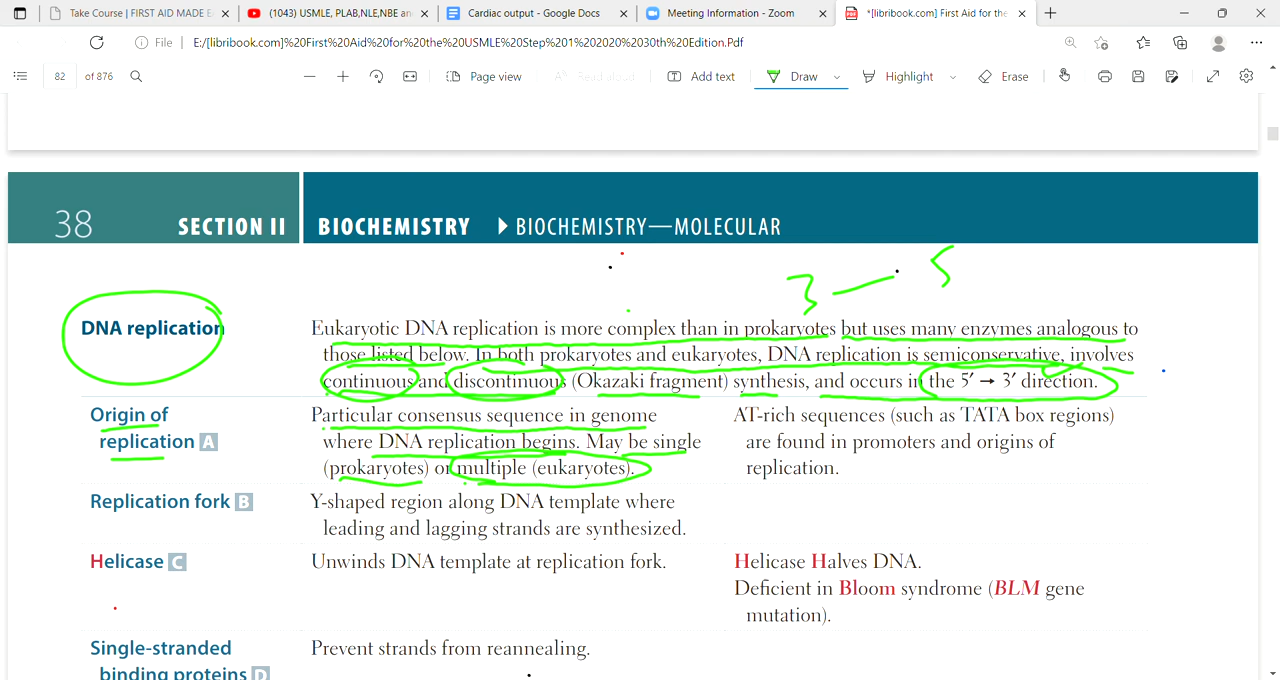 Take Course | FIRST AID MADE E
(1043) USMLE, PLAB,NLE,NBE an
Cardiac output - Google Docs
Meeting Information - Zoom
*[libribook.com] First Aid for the
File
E:/[libribook.com]%20First%20Aid%20for%20the%20USMLE%20Step%201%202020%2030th%20Edition.Pdf
82 of 876
Page view
Read aloud
Add text
Draw
Highlight
Erase
38 SECTION II BIOCHEMISTRY BIOCHEMISTRY—MOLECULAR
3 — 5
DNA replication
Eukaryotic DNA replication is more complex than in prokaryotes but uses many enzymes analogous to
those listed below. In both prokaryotes and eukaryotes, DNA replication is semiconservative, involves
continuous and discontinuous (Okazaki fragment) synthesis, and occurs in the 5′ → 3′ direction.
Origin of
replication A
Particular consensus sequence in genome
where DNA replication begins. May be single
(prokaryotes) or multiple (eukaryotes).
AT-rich sequences (such as TATA box regions)
are found in promoters and origins of
replication.
Replication fork B
Y-shaped region along DNA template where
leading and lagging strands are synthesized.
Helicase C
Unwinds DNA template at replication fork.
Helicase Halves DNA.
Deficient in Bloom syndrome (BLM gene
mutation).
Single-stranded
binding proteins D
Prevent strands from reannealing.